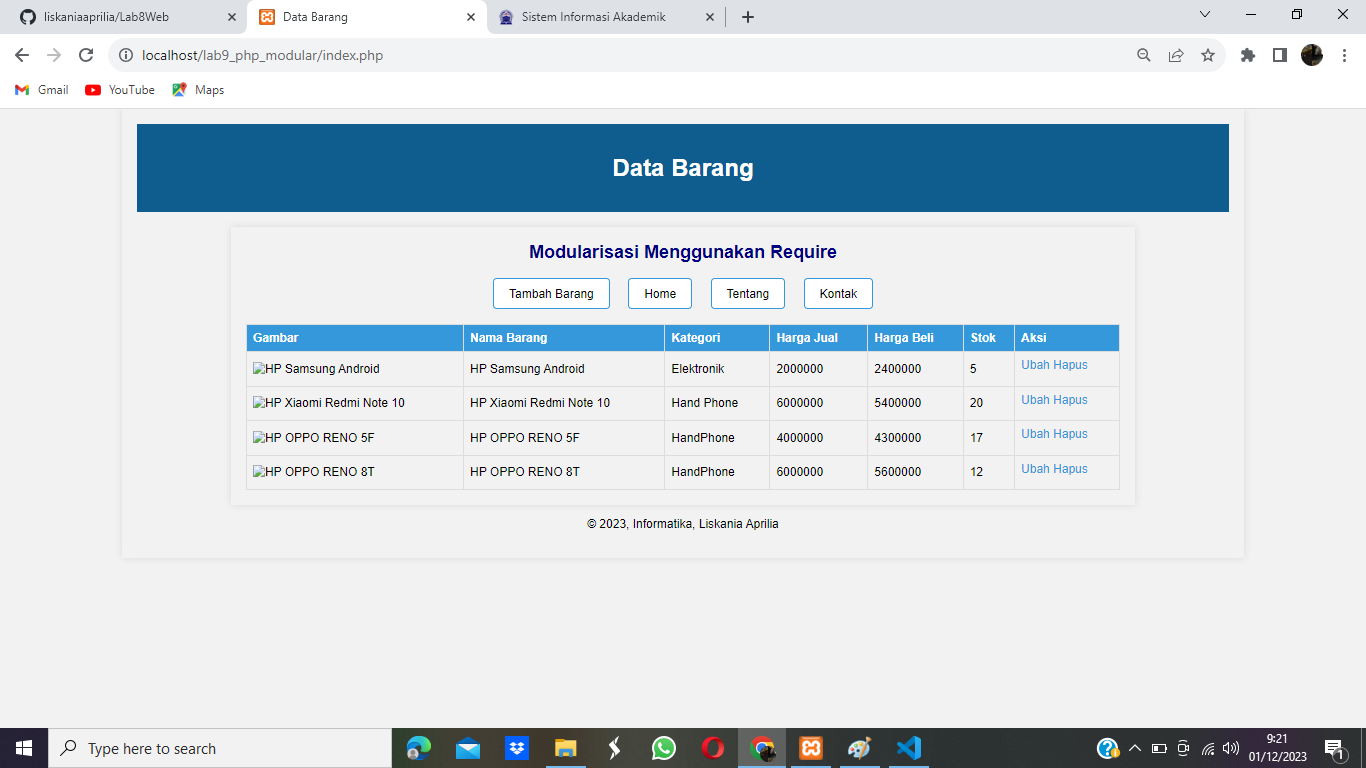 liskaniaaprilia/Lab8Web
Data Barang
Sistem Informasi Akademik
localhost/lab9_php_modular/index.php
Gmail YouTube Maps
Data Barang
Modularisasi Menggunakan Require
Tambah Barang Home Tentang Kontak
Gambar Nama Barang Kategori Harga Jual Harga Beli Stok Aksi
HP Samsung Android HP Samsung Android Elektronik 2000000 2400000 5 Ubah Hapus
HP Xiaomi Redmi Note 10 HP Xiaomi Redmi Note 10 Hand Phone 6000000 5400000 20 Ubah Hapus
HP OPPO RENO 5F HP OPPO RENO 5F HandPhone 4000000 4300000 17 Ubah Hapus
HP OPPO RENO 8T HP OPPO RENO 8T HandPhone 6000000 5600000 12 Ubah Hapus
© 2023, Informatika, Liskania Aprilia
Type here to search
9:21
01/12/2023
1